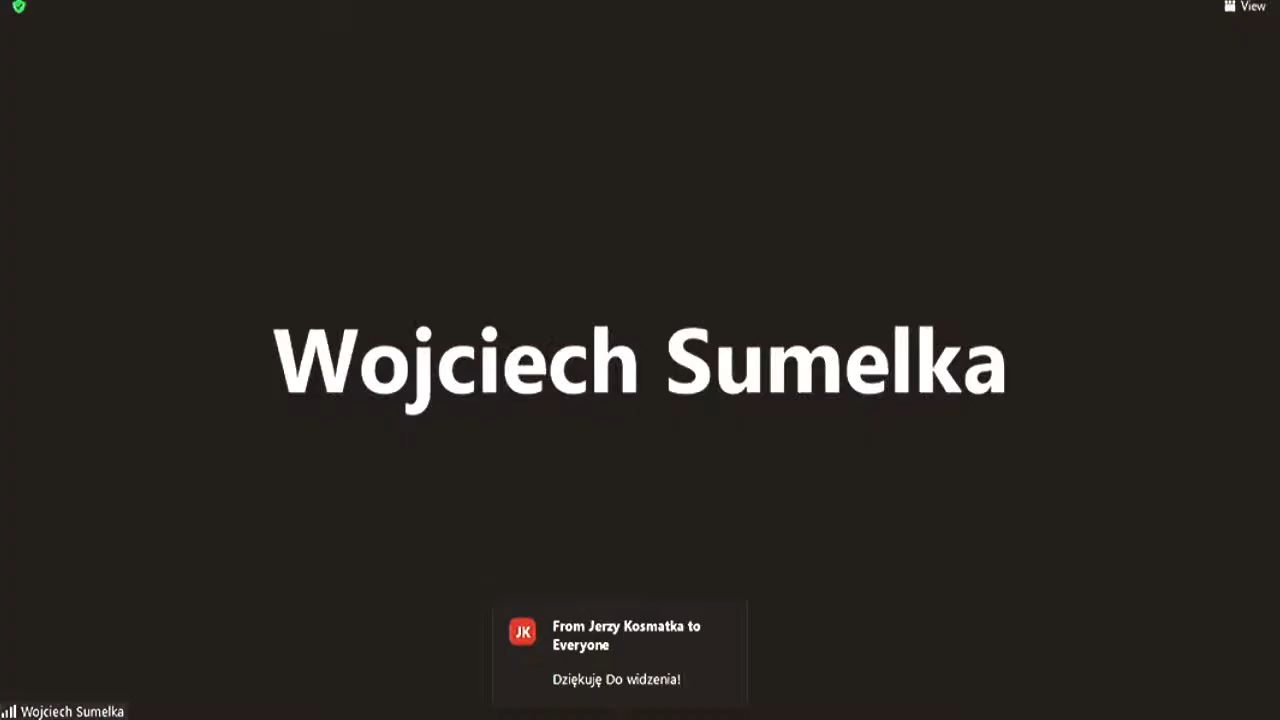 View
Wojciech Sumelka
JK
From Jerzy Kosmatka to
Everyone
Dziękuję Do widzenia!
Wojciech Sumelka